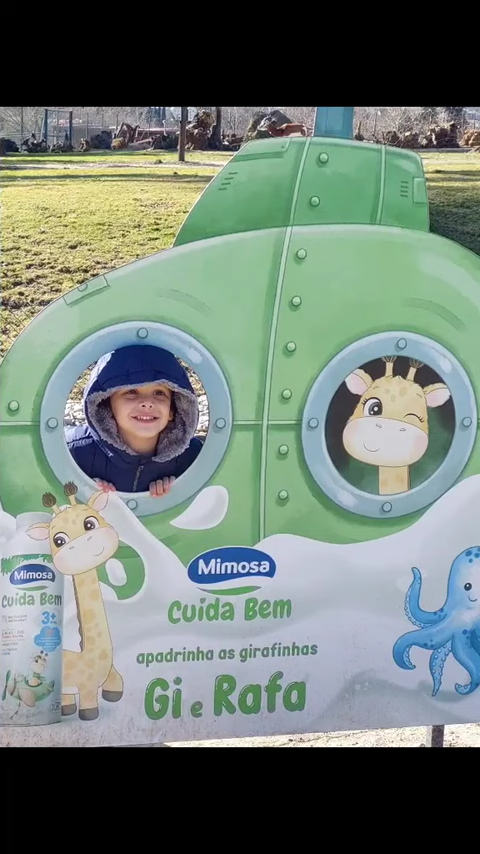 Mimosa
Cuida Bem
apadrinha as girafinhas
Gi e Rafa
Mimosa
Cuida Bem
3+